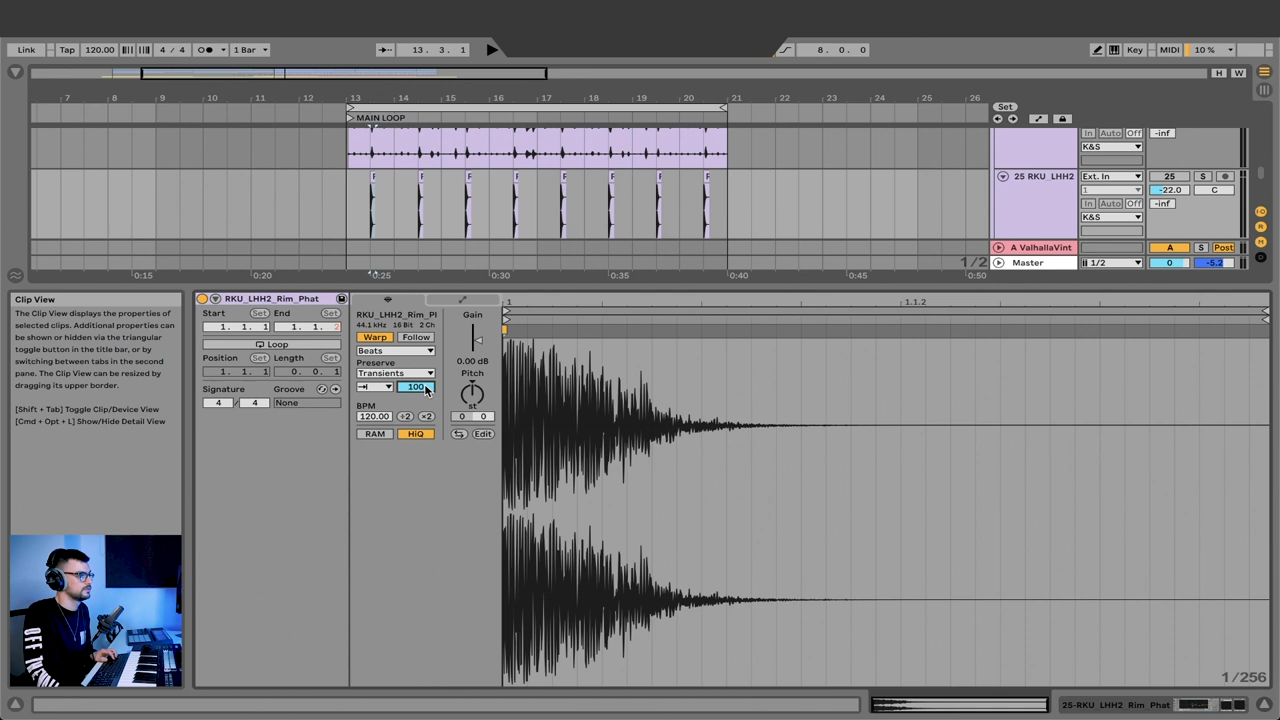 Link Tap 120.00 4 / 4 1 Bar 13. 3. 1 8. 0. 0 Key MIDI 10 %
H W
7 8 9 10 11 12 13 14 15 16 17 18 19 20 21 22 23 24 25 26
Set
MAIN LOOP
In Auto Off -inf
K&S
25 RKU_LHH2 Ext. In 25 S
1 -22.0 C
In Auto Off -inf
K&S
A ValhallaVint A S Post
1/2 Master 1/2 0 -5.2
0:15 0:20 0:25 0:30 0:35 0:40 0:45 0:50
Clip View
The Clip View displays the properties of
selected clips. Additional properties can
be shown or hidden via the triangular
toggle button in the title bar, or by
switching between tabs in the second
pane. The Clip View can be resized by
dragging its upper border.
[Shift + Tab] Toggle Clip/Device View
[Cmd + Opt + L] Show/Hide Detail View
RKU_LHH2_Rim_Phat
Start Set End Set
1. 1. 1 1. 1. 2
Loop
Position Set Length Set
1. 1. 1 0. 0. 1
Signature Groove
4 / 4 None
RKU_LHH2_Rim_Pl
44.1 kHz 16 Bit 2 Ch
Warp Follow
Beats
Preserve
Transients
100
BPM
120.00 ÷2 ×2
RAM HiQ
Gain
0.00 dB
Pitch
st
0 0
Edit
1 1.1.2
1/256
OFF
25-RKU_LHH2_Rim_Phat